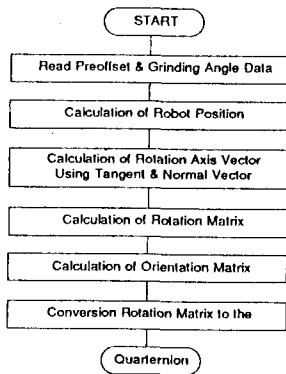 START
Read Preoffset & Grinding Angle Data
Calculation of Robot Position
Calculation of Rotation Axis Vector
Using Tangent & Normal Vector
Calculation of Rotation Matrix
Calculation of Orientation Matrix
Conversion Rotation Matrix to the
Quarternion